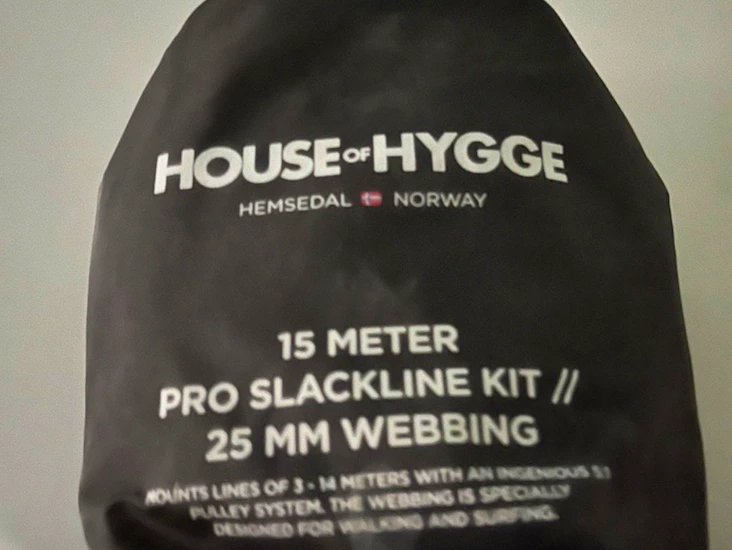 HOUSE OF HYGGE
HEMSEDAL NORWAY
15 METER
PRO SLACKLINE KIT //
25 MM WEBBING
MOUNTS LINES OF 3 - 14 METERS WITH AN INGENIOUS 5:1
PULLEY SYSTEM. THE WEBBING IS SPECIALLY
DESIGNED FOR WALKING AND SURFING.